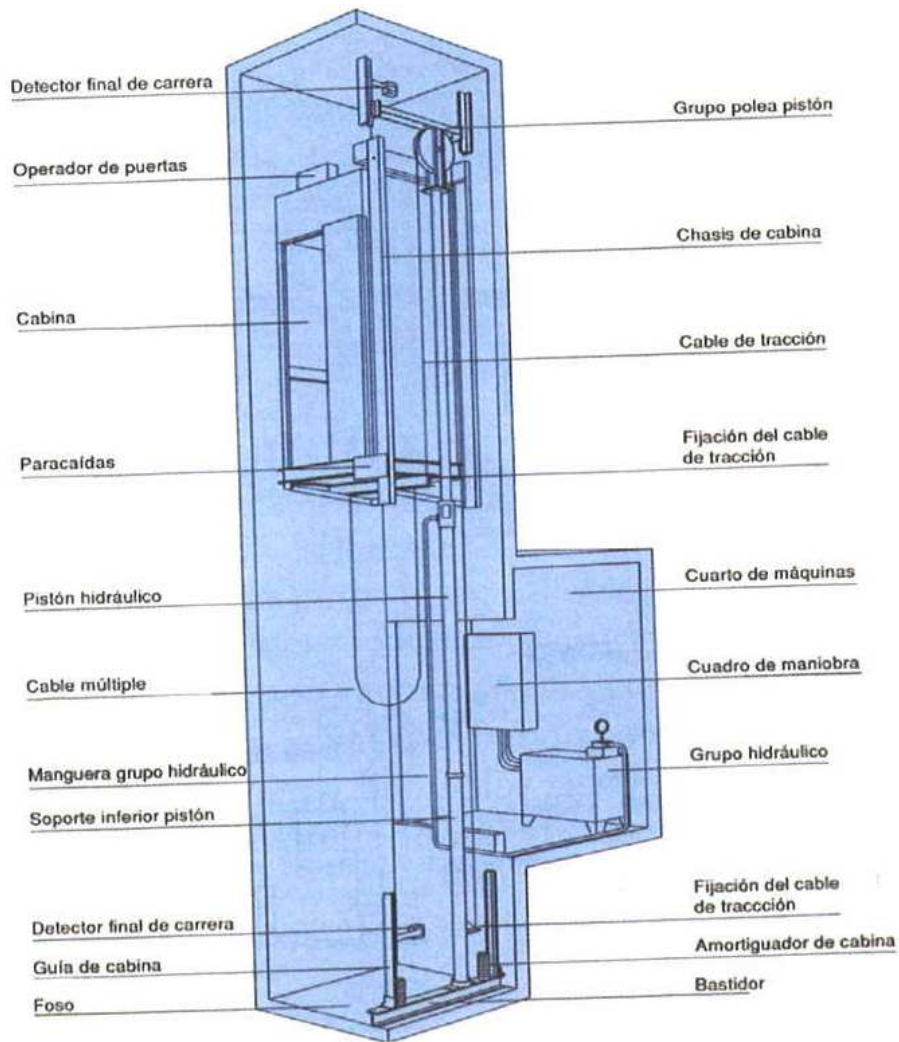 Detector final de carrera
Operador de puertas
Cabina
Paracaídas
Pistón hidráulico
Cable múltiple
Manguera grupo hidráulico
Soporte inferior pistón
Detector final de carrera
Guía de cabina
Foso
Grupo polea pistón
Chasis de cabina
Cable de tracción
Fijación del cable
de tracción
Cuarto de máquinas
Cuadro de maniobra
Grupo hidráulico
Fijación del cable
de traccción
Amortiguador de cabina
Bastidor